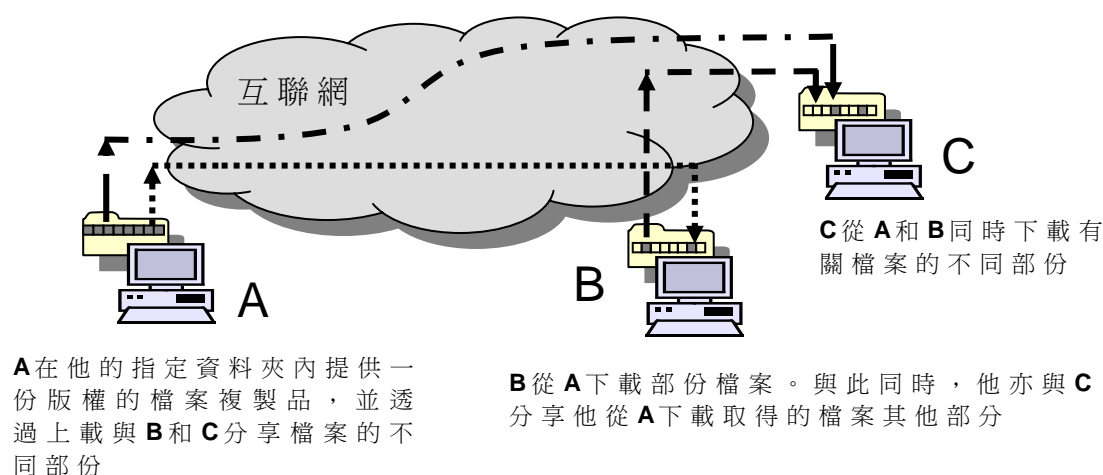 互聯網
C
C從A和B同時下載有
關檔案的不同部份
A
B
A在他的指定資料夾內提供一
份版權的檔案複製品，並透
過上載與B和C分享檔案的不
同部份
B從A下載部份檔案。與此同時，他亦與C
分享他從A下載取得的檔案其他部分